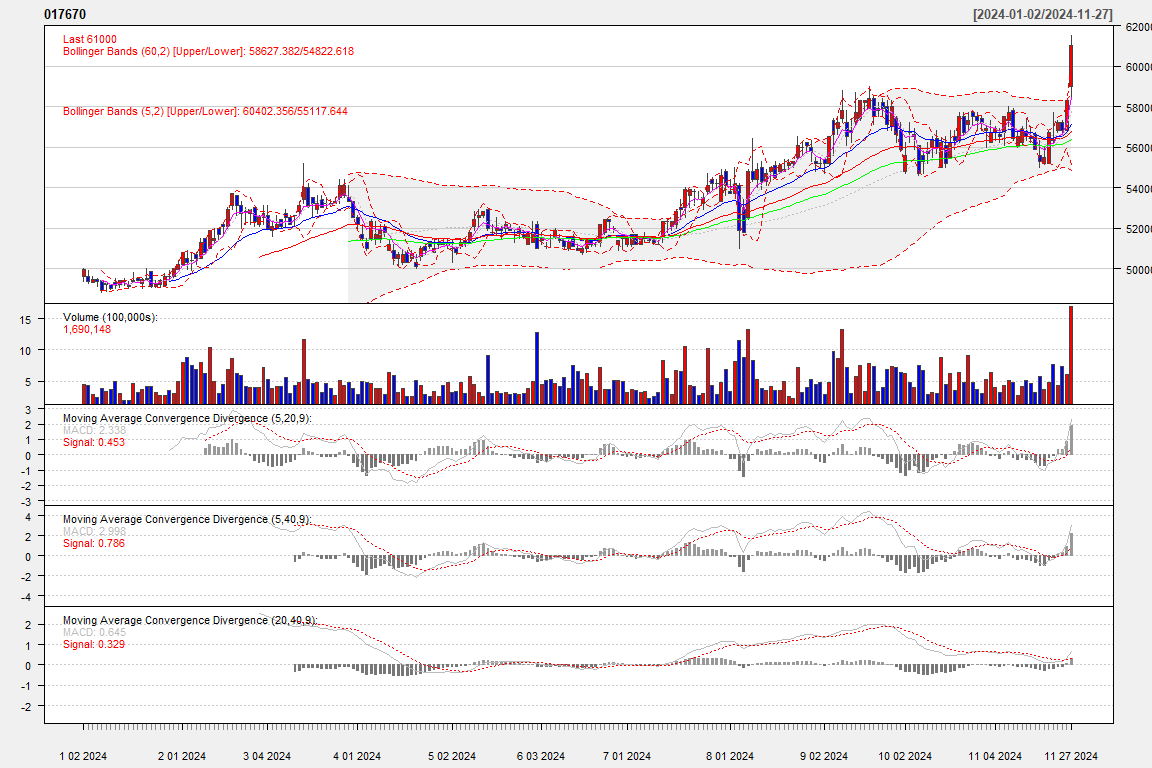 017670 [2024-01-02/2024-11-27]
Last 61000
Bollinger Bands (60,2) [Upper/Lower]: 58627.382/54822.618
Bollinger Bands (5,2) [Upper/Lower]: 60402.356/55117.644
62000
60000
58000
56000
54000
52000
50000
Volume (100,000s):
1,690,148
15
10
5
Moving Average Convergence Divergence (5,20,9):
MACD: 2.338
Signal: 0.453
3
2
1
0
-1
-2
-3
Moving Average Convergence Divergence (5,40,9):
MACD: 2.998
Signal: 0.786
4
2
0
-2
-4
Moving Average Convergence Divergence (20,40,9):
MACD: 0.645
Signal: 0.329
2
1
0
-1
-2
1 02 2024 2 01 2024 3 04 2024 4 01 2024 5 02 2024 6 03 2024 7 01 2024 8 01 2024 9 02 2024 10 02 2024 11 04 2024 11 27 2024